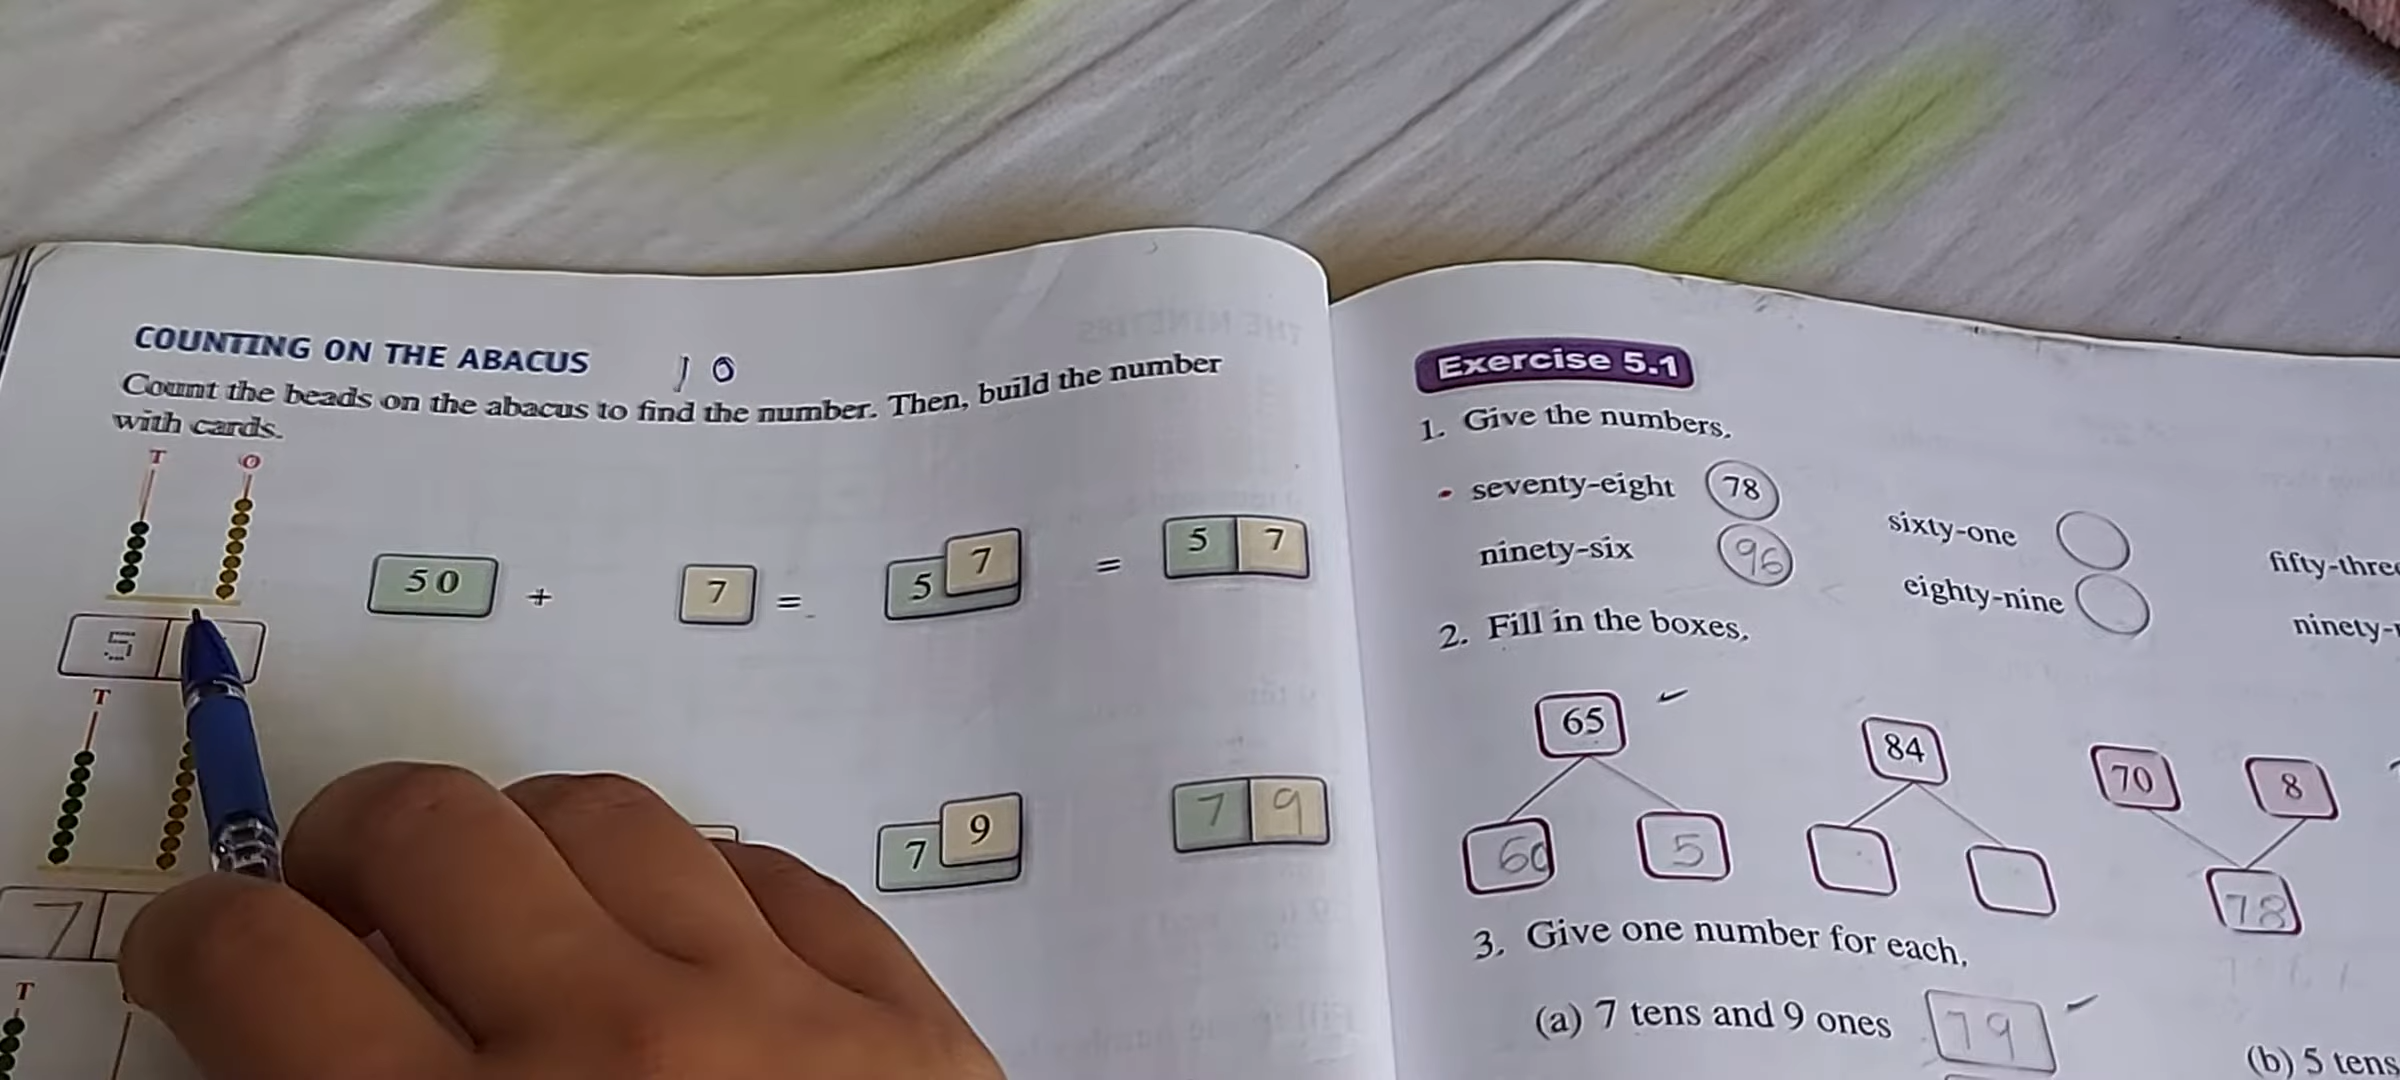 COUNTING ON THE ABACUS 10
Count the beads on the abacus to find the number. Then, build the number
with cards.
T O
50 + 7 = 5 7 = 5 7
5
T
7 9 7 9
7
T
Exercise 5.1
1. Give the numbers.
seventy-eight 78 sixty-one
ninety-six 96 eighty-nine
2. Fill in the boxes.
65 84 70 8
60 5 78
3. Give one number for each.
(a) 7 tens and 9 ones 79
(b) 5 tens